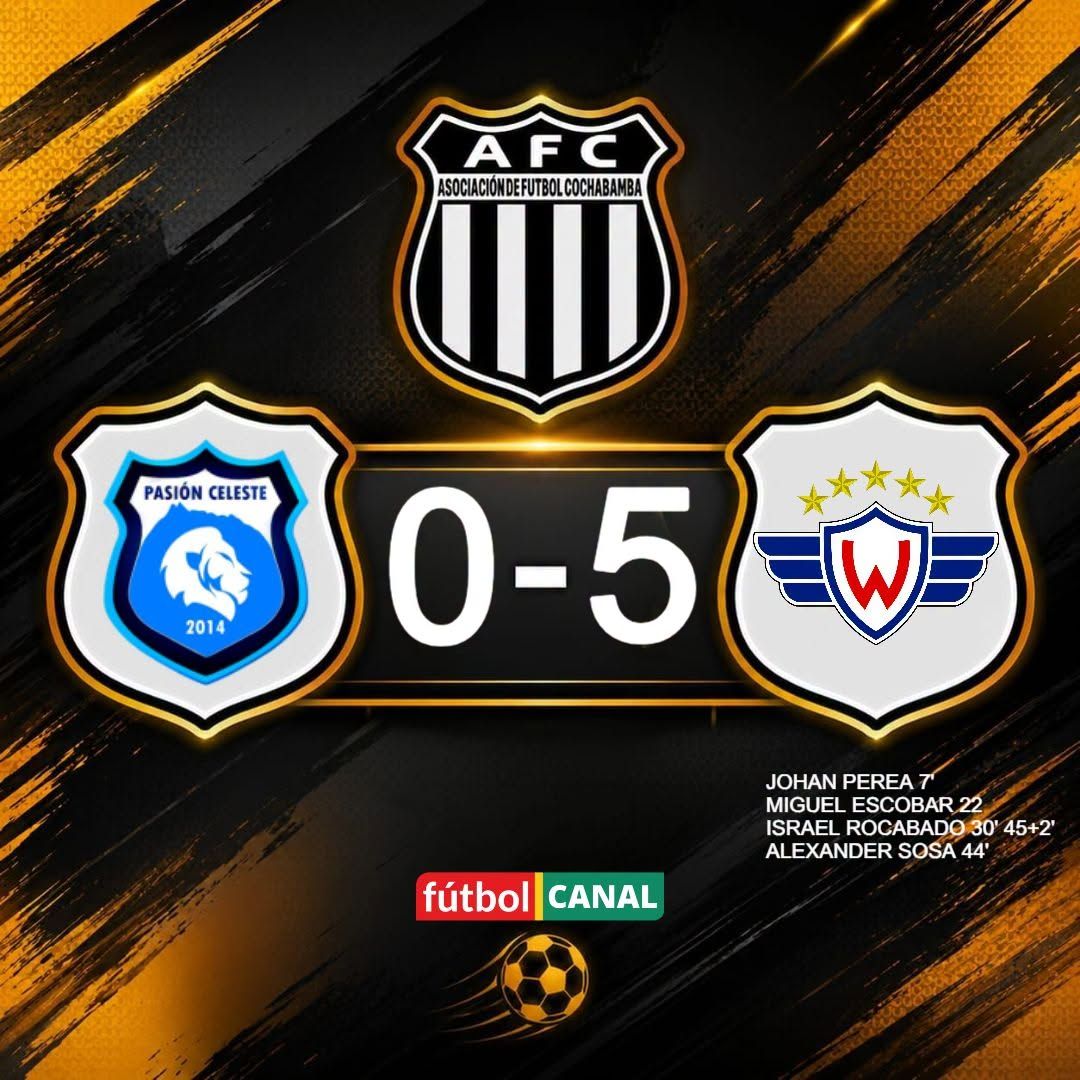 AFC
ASOCIACIÓN DE FUTBOL COCHABAMBA
PASIÓN CELESTE
2014
0-5
W
JOHAN PEREA 7'
MIGUEL ESCOBAR 22
ISRAEL ROCABADO 30' 45+2'
ALEXANDER SOSA 44'
fútbol CANAL